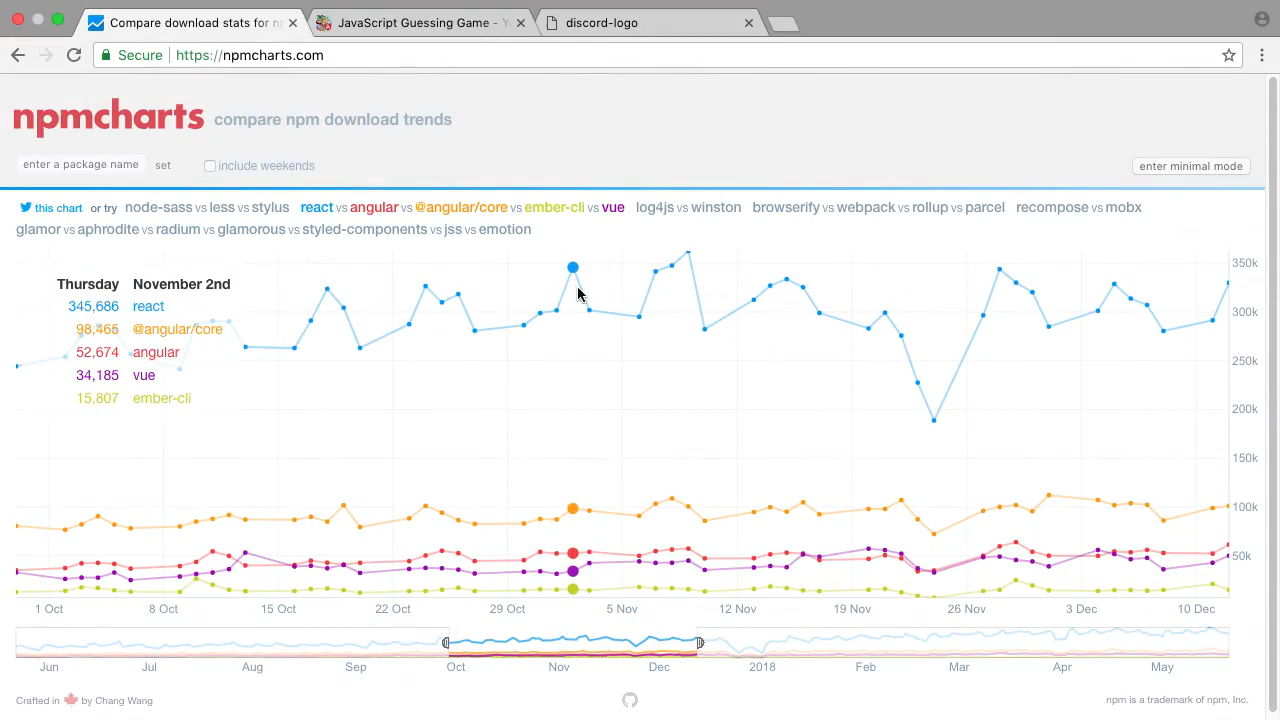 Compare download stats for n
JavaScript Guessing Game - Yo
discord-logo
Secure https://npmcharts.com
npmcharts compare npm download trends
enter a package name set include weekends enter minimal mode
this chart or try node-sass vs less vs stylus react vs angular vs @angular/core vs ember-cli vs vue log4js vs winston browserify vs webpack vs rollup vs parcel recompose vs mobx
glamor vs aphrodite vs radium vs glamorous vs styled-components vs jss vs emotion
Thursday November 2nd
345,686 react
98,465 @angular/core
52,674 angular
34,185 vue
15,807 ember-cli
350k
300k
250k
200k
150k
100k
50k
1 Oct 8 Oct 15 Oct 22 Oct 29 Oct 5 Nov 12 Nov 19 Nov 26 Nov 3 Dec 10 Dec
Jun Jul Aug Sep Oct Nov Dec 2018 Feb Mar Apr May
Crafted in by Chang Wang
npm is a trademark of npm, Inc.